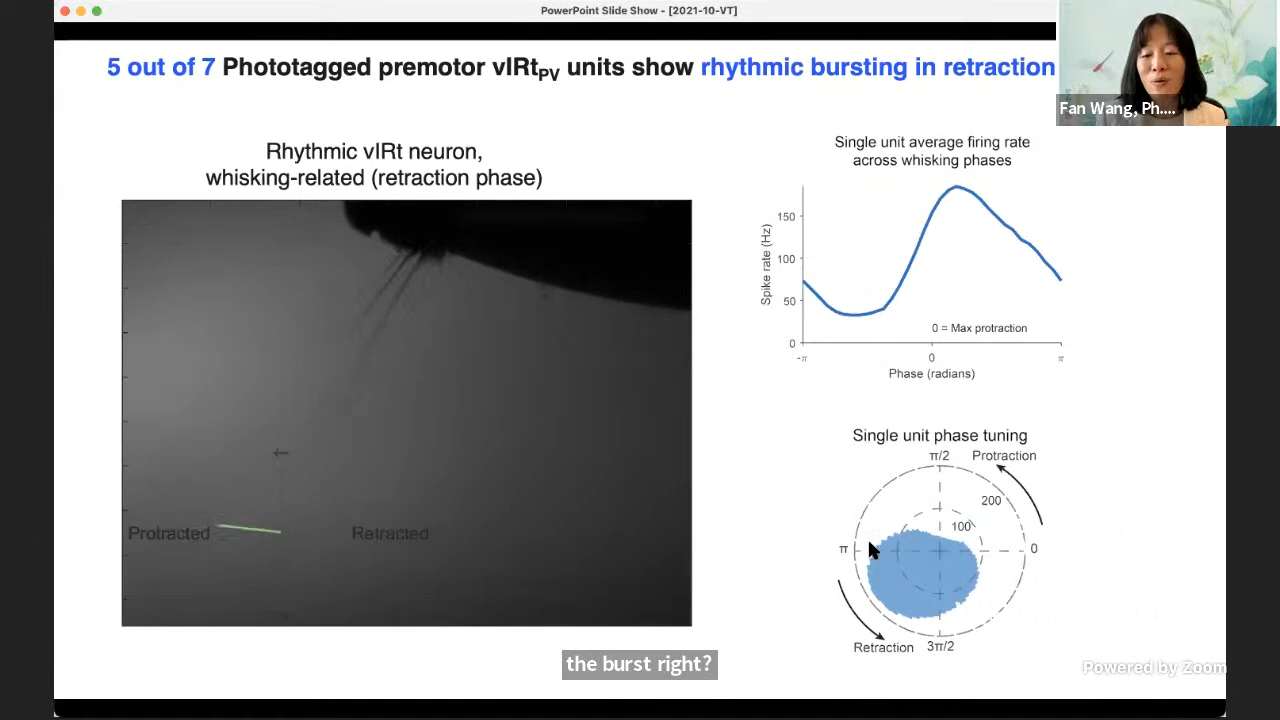 PowerPoint Slide Show - [2021-10-VT]
5 out of 7 Phototagged premotor vIRtPV units show rhythmic bursting in retraction
Fan Wang, Ph....
Rhythmic vIRt neuron,
whisking-related (retraction phase)
Protracted
Retracted
Single unit average firing rate
across whisking phases
Spike rate (Hz)
150
100
50
0
0 = Max protraction
-π
0
π
Phase (radians)
Single unit phase tuning
π/2
Protraction
200
100
π
0
Retraction
3π/2
the burst right?
Powered by Zoom